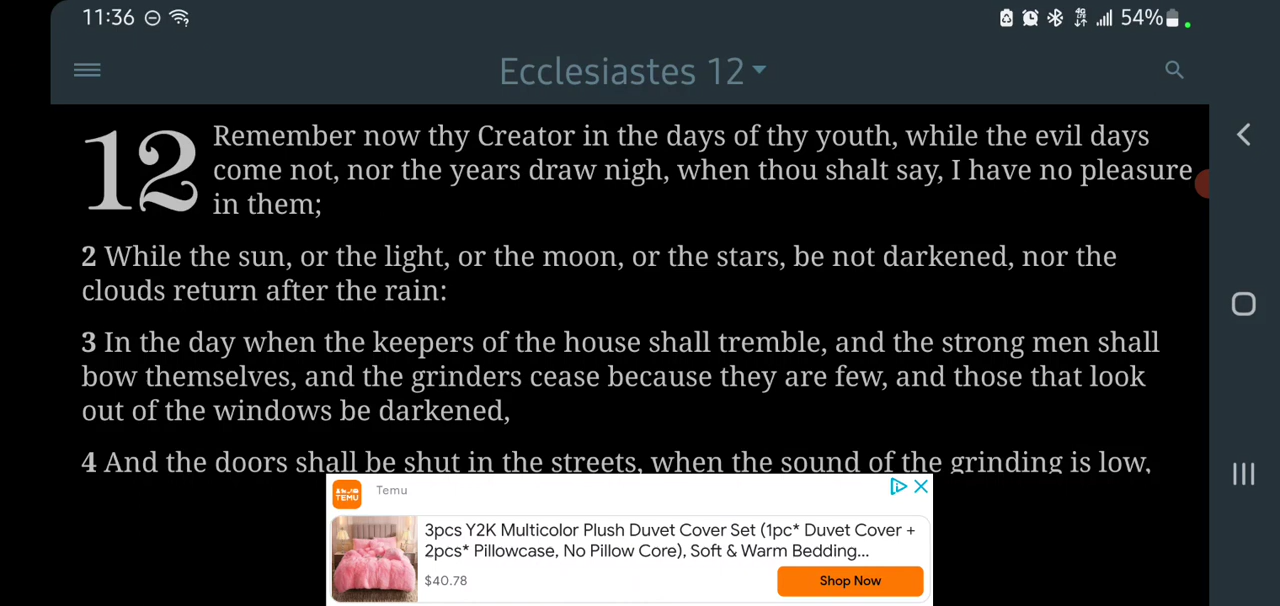 11:36 54%
Ecclesiastes 12
12 Remember now thy Creator in the days of thy youth, while the evil days
come not, nor the years draw nigh, when thou shalt say, I have no pleasure
in them;
2 While the sun, or the light, or the moon, or the stars, be not darkened, nor the
clouds return after the rain:
3 In the day when the keepers of the house shall tremble, and the strong men shall
bow themselves, and the grinders cease because they are few, and those that look
out of the windows be darkened,
4 And the doors shall be shut in the streets, when the sound of the grinding is low,
TEMU Temu
3pcs Y2K Multicolor Plush Duvet Cover Set (1pc* Duvet Cover +
2pcs* Pillowcase, No Pillow Core), Soft & Warm Bedding...
$40.78 Shop Now